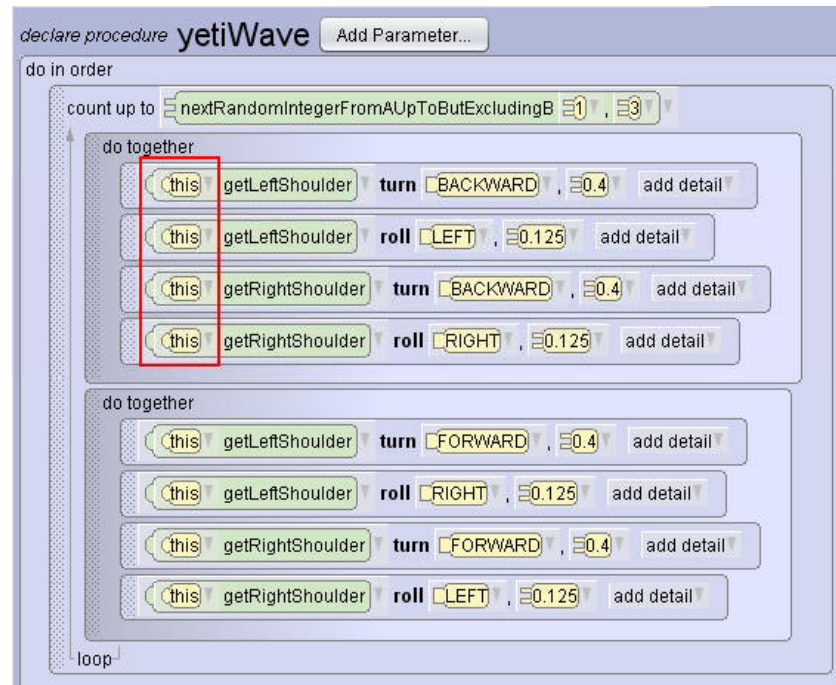 declare procedure yetiWave Add Parameter...
do in order
count up to nextRandomIntegerFromAUpToButExcludingB 1 , 3
do together
this getLeftShoulder turn BACKWARD , 0.4 add detail
this getLeftShoulder roll LEFT , 0.125 add detail
this getRightShoulder turn BACKWARD , 0.4 add detail
this getRightShoulder roll RIGHT , 0.125 add detail
do together
this getLeftShoulder turn FORWARD , 0.4 add detail
this getLeftShoulder roll RIGHT , 0.125 add detail
this getRightShoulder turn FORWARD , 0.4 add detail
this getRightShoulder roll LEFT , 0.125 add detail
loop